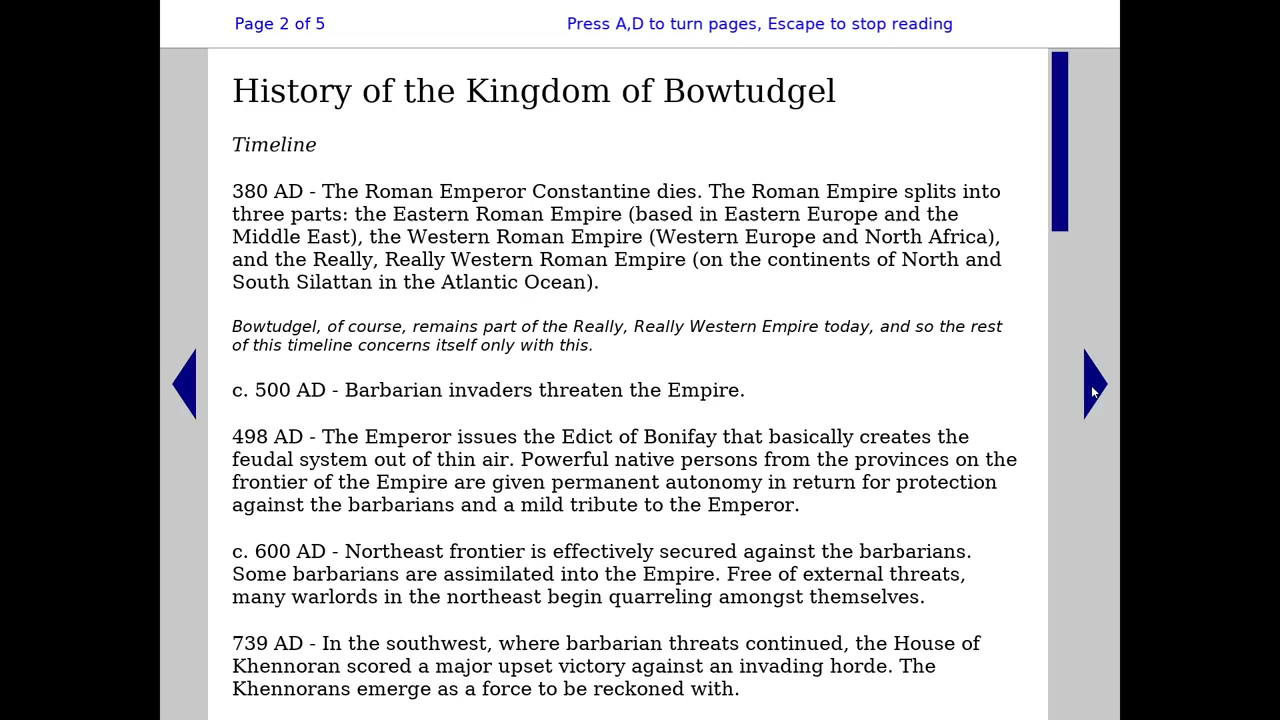 Page 2 of 5
Press A,D to turn pages, Escape to stop reading
History of the Kingdom of Bowtudgel
Timeline
380 AD - The Roman Emperor Constantine dies. The Roman Empire splits into
three parts: the Eastern Roman Empire (based in Eastern Europe and the
Middle East), the Western Roman Empire (Western Europe and North Africa),
and the Really, Really Western Roman Empire (on the continents of North and
South Silattan in the Atlantic Ocean).
Bowtudgel, of course, remains part of the Really, Really Western Empire today, and so the rest
of this timeline concerns itself only with this.
c. 500 AD - Barbarian invaders threaten the Empire.
498 AD - The Emperor issues the Edict of Bonifay that basically creates the
feudal system out of thin air. Powerful native persons from the provinces on the
frontier of the Empire are given permanent autonomy in return for protection
against the barbarians and a mild tribute to the Emperor.
c. 600 AD - Northeast frontier is effectively secured against the barbarians.
Some barbarians are assimilated into the Empire. Free of external threats,
many warlords in the northeast begin quarreling amongst themselves.
739 AD - In the southwest, where barbarian threats continued, the House of
Khennoran scored a major upset victory against an invading horde. The
Khennorans emerge as a force to be reckoned with.